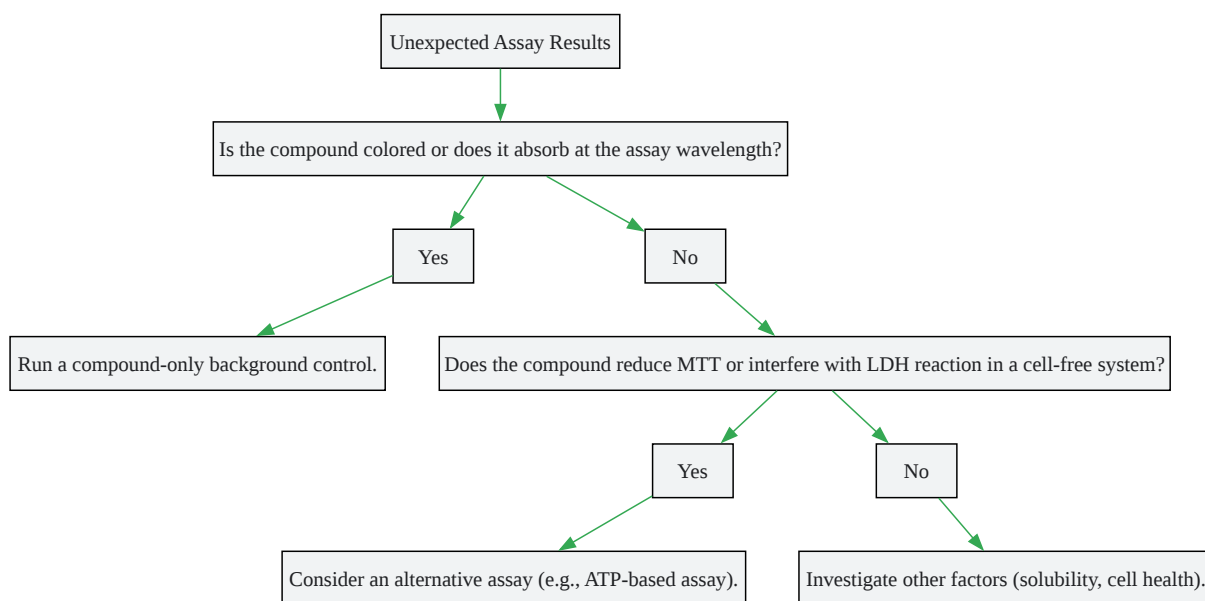 Unexpected Assay Results
Is the compound colored or does it absorb at the assay wavelength?
Yes
No
Run a compound-only background control.
Does the compound reduce MTT or interfere with LDH reaction in a cell-free system?
Yes
No
Consider an alternative assay (e.g., ATP-based assay).
Investigate other factors (solubility, cell health).